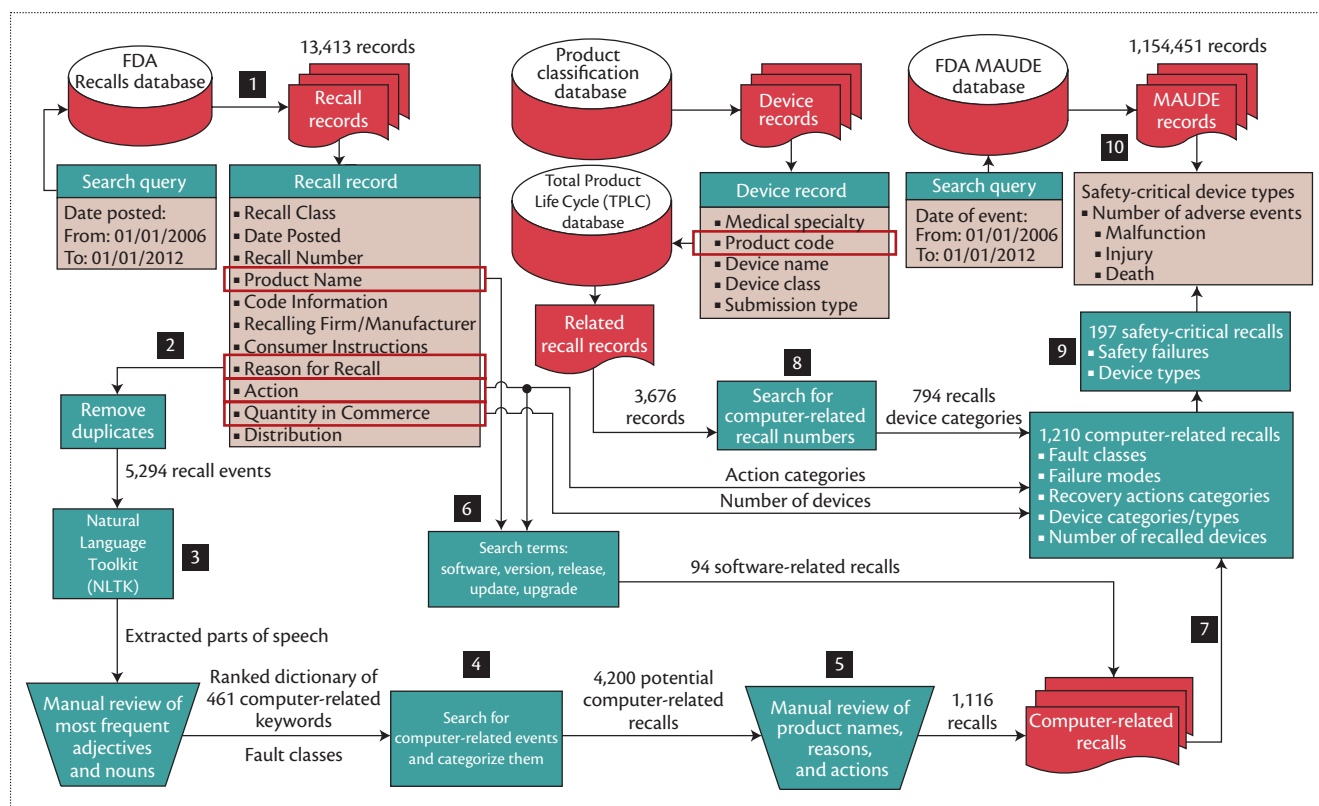 13,413 records
FDA
Recalls database
1
Recall
records
Product
classification
database
Device
records
FDA MAUDE
database
1,154,451 records
MAUDE
records
10
Search query
Date posted:
From: 01/01/2006
To: 01/01/2012
Recall record
▪ Recall Class
▪ Date Posted
▪ Recall Number
▪ Product Name
▪ Code Information
▪ Recalling Firm/Manufacturer
▪ Consumer Instructions
▪ Reason for Recall
▪ Action
▪ Quantity in Commerce
▪ Distribution
Total Product
Life Cycle (TPLC)
database
Device record
▪ Medical specialty
▪ Product code
▪ Device name
▪ Device class
▪ Submission type
Search query
Date of event:
From: 01/01/2006
To: 01/01/2012
Safety-critical device types
▪ Number of adverse events
▪ Malfunction
▪ Injury
▪ Death
Related
recall records
2
Remove
duplicates
5,294 recall events
3,676
records
8
Search for
computer-related
recall numbers
794 recalls
device categories
9
197 safety-critical recalls
▪ Safety failures
▪ Device types
1,210 computer-related recalls
▪ Fault classes
▪ Failure modes
▪ Recovery actions categories
▪ Device categories/types
▪ Number of recalled devices
Action categories
Number of devices
Natural
Language
Toolkit
(NLTK)
3
6
Search terms:
software, version, release,
update, upgrade
94 software-related recalls
7
Extracted parts of speech
Manual review of
most frequent
adjectives
and nouns
Ranked dictionary of
461 computer-related
keywords
Fault classes
4
Search for
computer-related events
and categorize them
4,200 potential
computer-related
recalls
5
Manual review of
product names,
reasons,
and actions
1,116
recalls
Computer-related
recalls